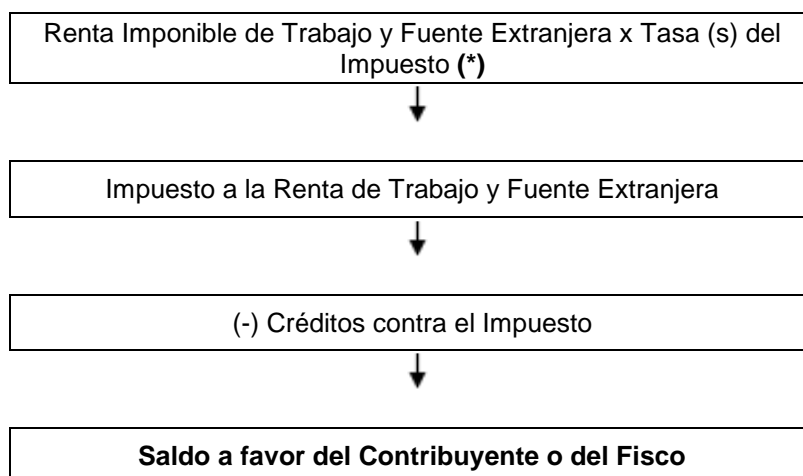 Renta Imponible de Trabajo y Fuente Extranjera x Tasa (s) del
Impuesto (*)
Impuesto a la Renta de Trabajo y Fuente Extranjera
(-) Créditos contra el Impuesto
Saldo a favor del Contribuyente o del Fisco